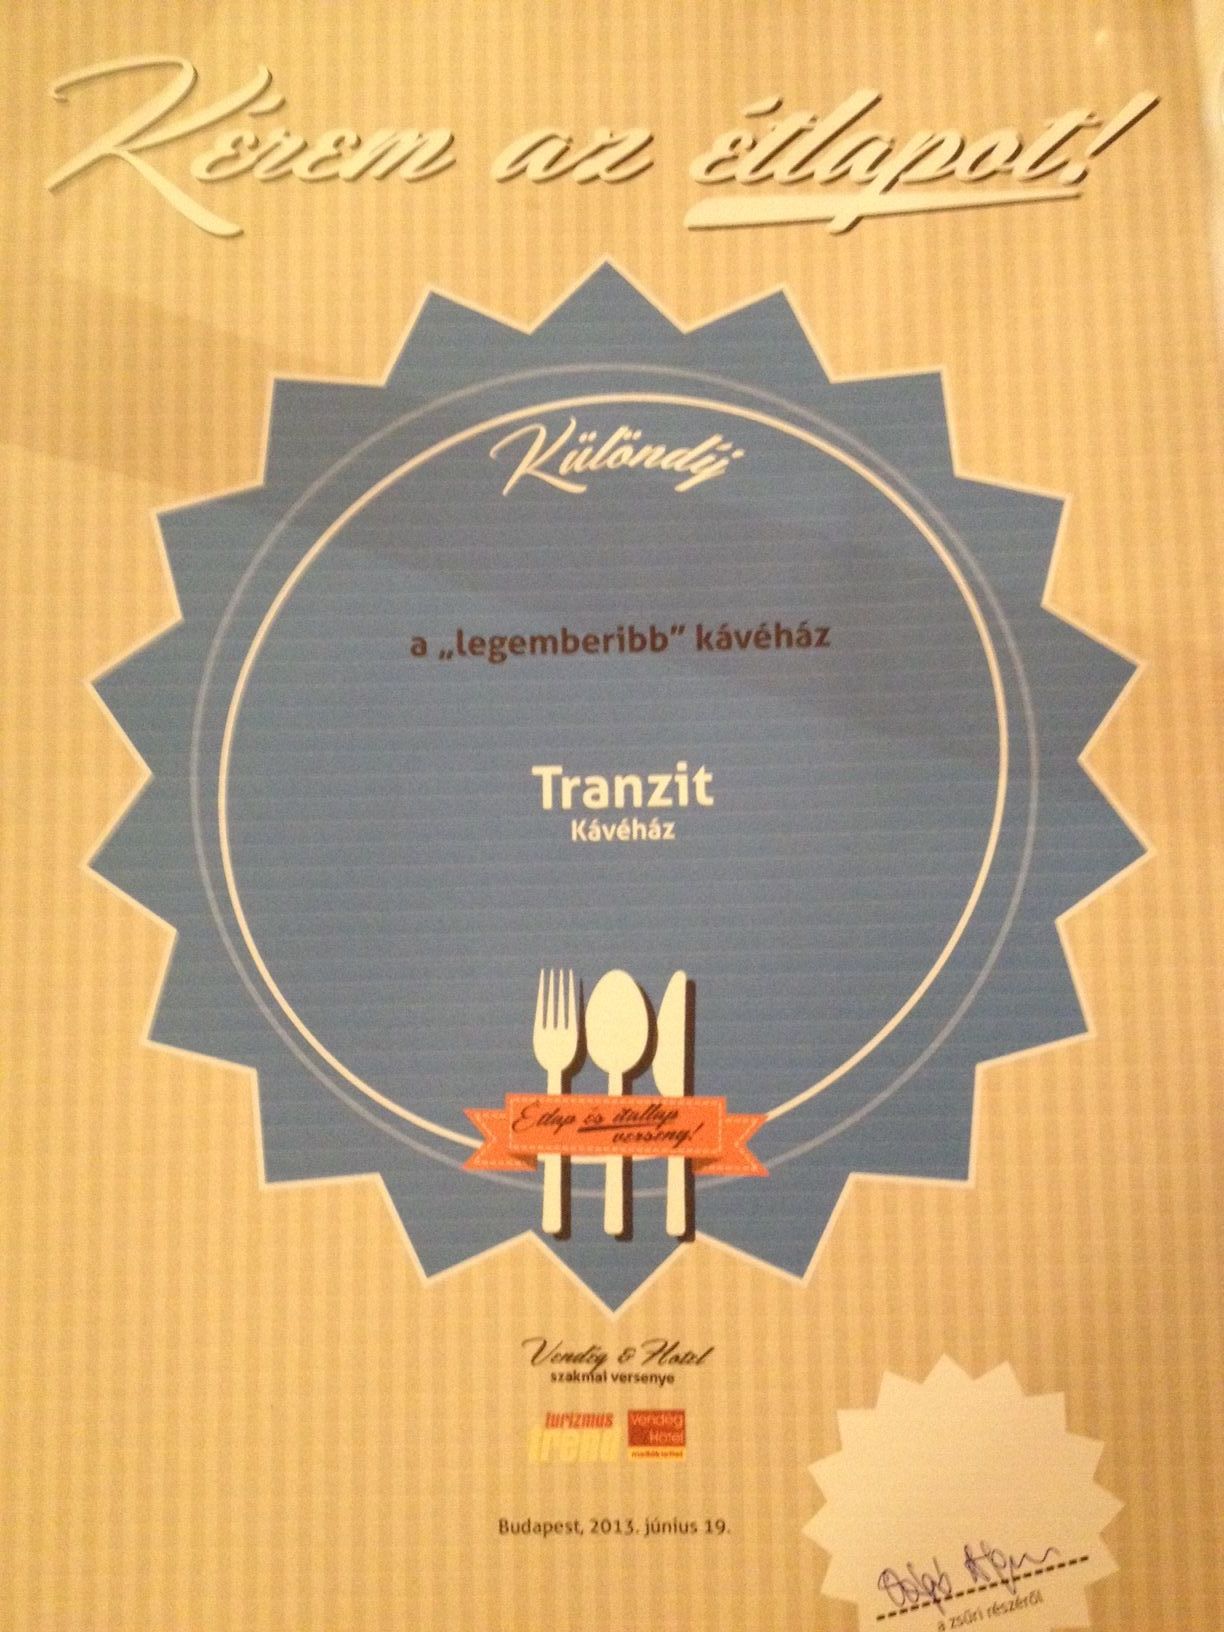 Kérem az étlapot!
Különdíj
a „legemberibb” kávéház
Tranzit
Kávéház
Étlap és itallap
verseny!
Vendég & Hotel
szakmai versenye
turizmus
trend
Vendég
& Hotel
melléklettel
Budapest, 2013. június 19.
a zsűri részéről